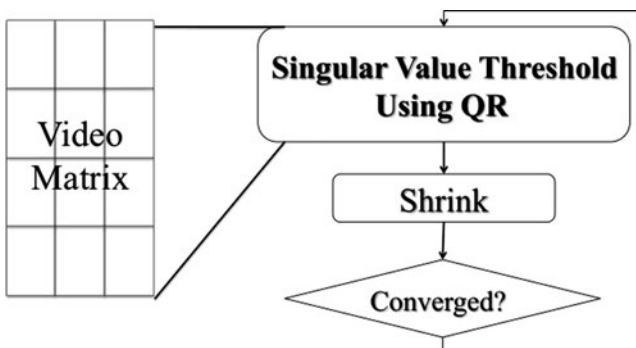 Video
Matrix
Singular Value Threshold
Using QR
Shrink
Converged?